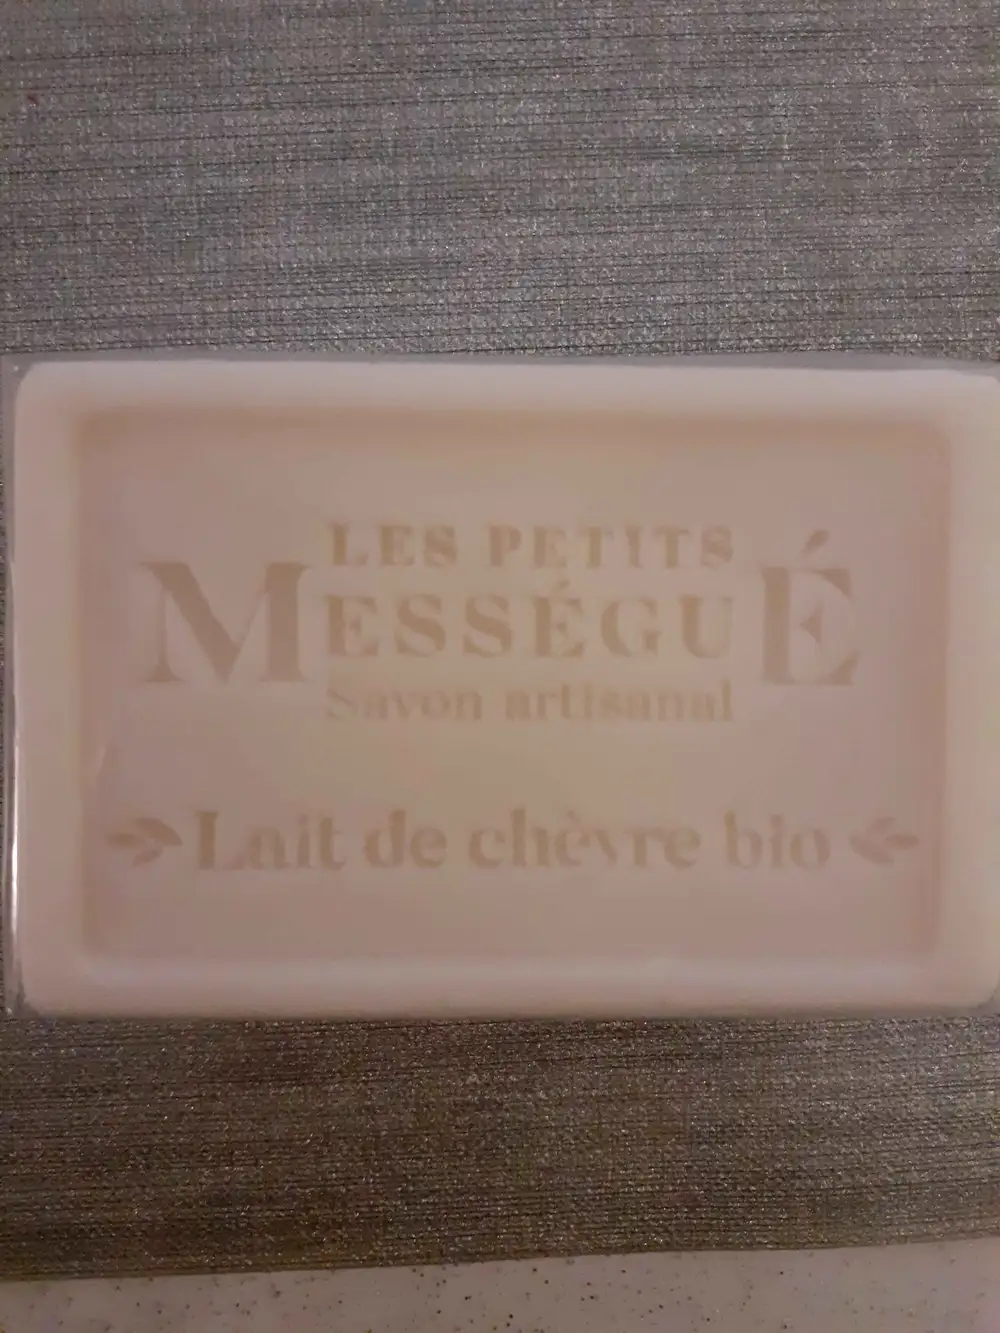 LES PETITS
MESSÉGUÉ
Savon artisanal
Lait de chèvre bio